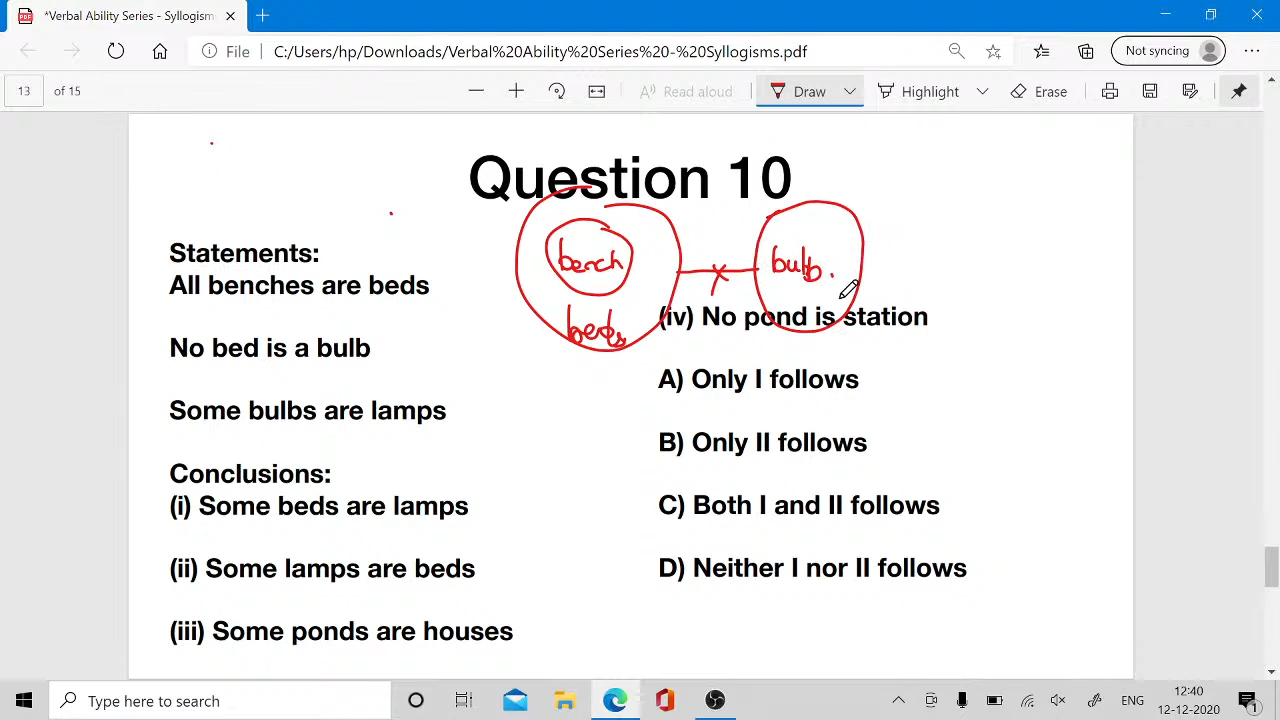 *Verbal Ability Series - Syllogism
File
C:/Users/hp/Downloads/Verbal%20Ability%20Series%20-%20Syllogisms.pdf
Not syncing
13 of 15
Read aloud
Draw
Highlight
Erase
Question 10
Statements:
All benches are beds
No bed is a bulb
Some bulbs are lamps
Conclusions:
(i) Some beds are lamps
(ii) Some lamps are beds
(iii) Some ponds are houses
bench
beds
bulb.
(iv) No pond is station
A) Only I follows
B) Only II follows
C) Both I and II follows
D) Neither I nor II follows
Type here to search
ENG
12:40
12-12-2020
1